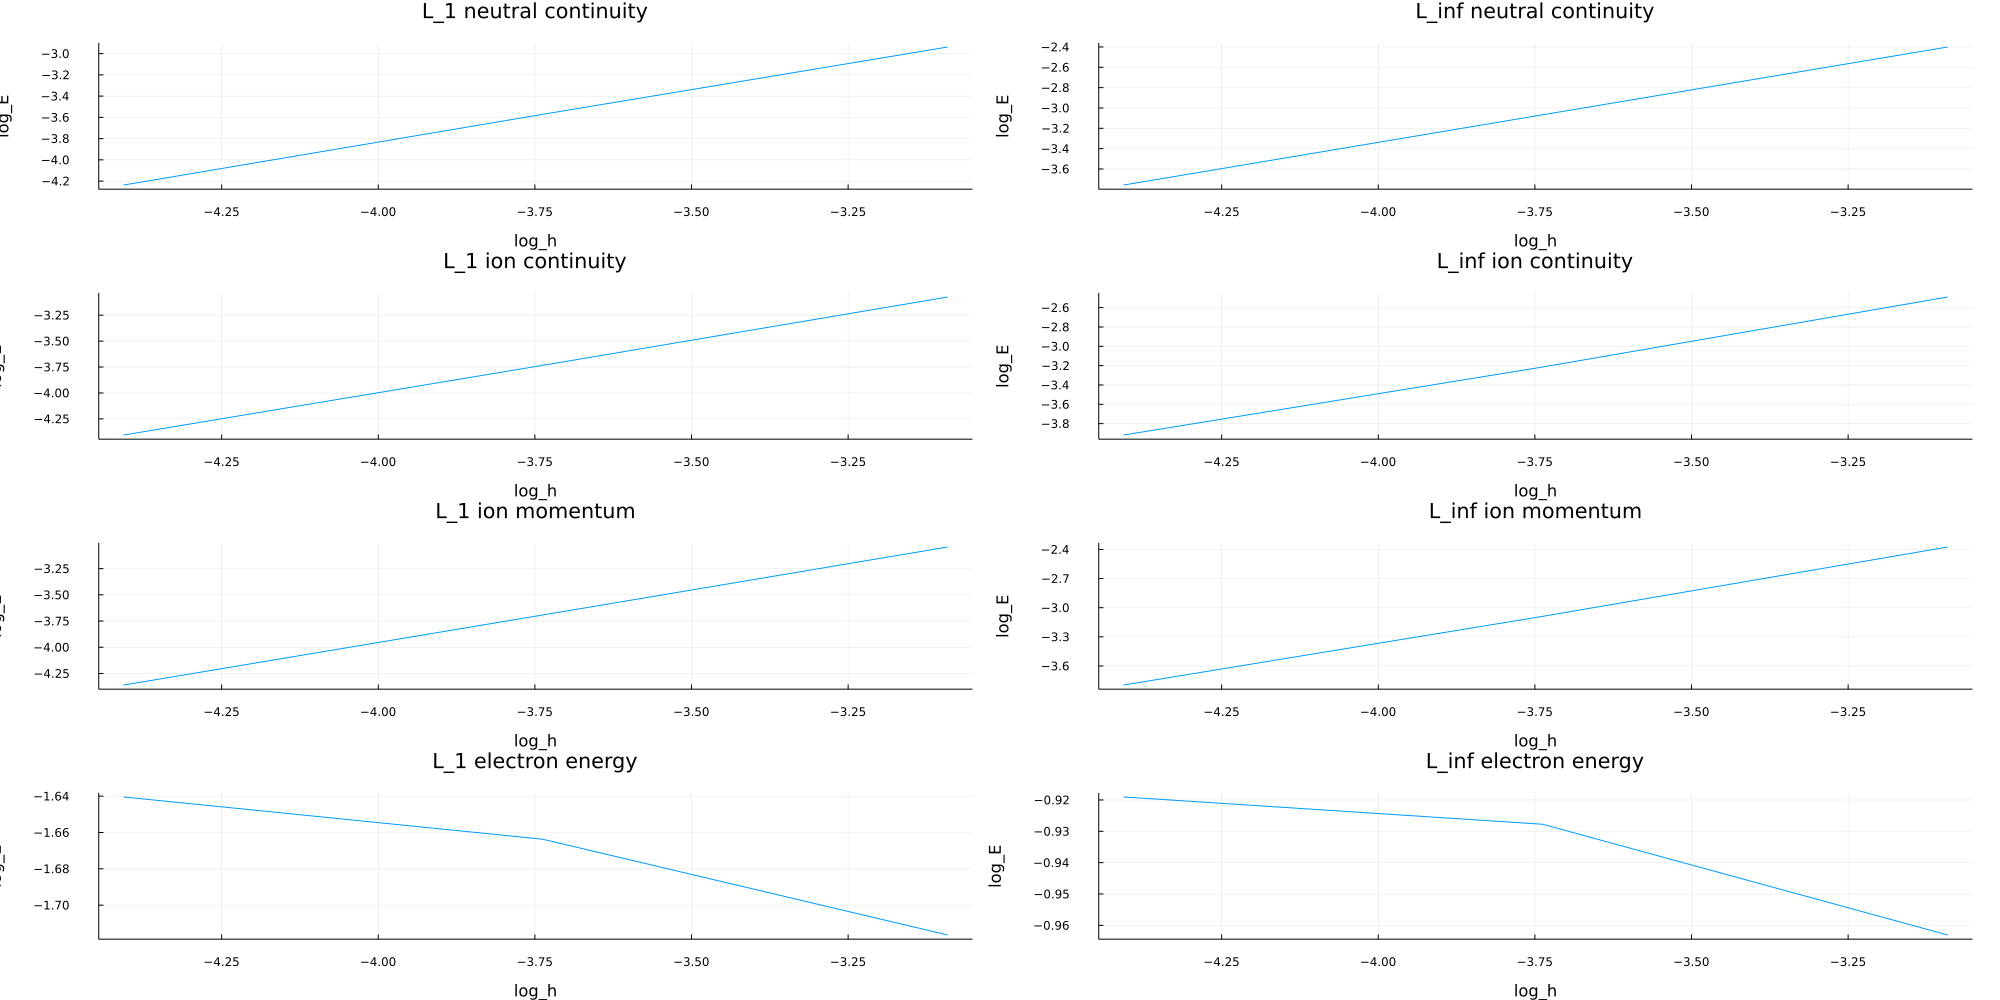 L_1 neutral continuity
log_E
−3.0
−3.2
−3.4
−3.6
−3.8
−4.0
−4.2
−4.25 −4.00 −3.75 −3.50 −3.25
log_h
L_inf neutral continuity
log_E
−2.4
−2.6
−2.8
−3.0
−3.2
−3.4
−3.6
−4.25 −4.00 −3.75 −3.50 −3.25
log_h
L_1 ion continuity
−3.25
−3.50
−3.75
−4.00
−4.25
−4.25 −4.00 −3.75 −3.50 −3.25
log_h
L_inf ion continuity
log_E
−2.6
−2.8
−3.0
−3.2
−3.4
−3.6
−3.8
−4.25 −4.00 −3.75 −3.50 −3.25
log_h
L_1 ion momentum
−3.25
−3.50
−3.75
−4.00
−4.25
−4.25 −4.00 −3.75 −3.50 −3.25
log_h
L_inf ion momentum
log_E
−2.4
−2.7
−3.0
−3.3
−3.6
−4.25 −4.00 −3.75 −3.50 −3.25
log_h
L_1 electron energy
−1.64
−1.66
−1.68
−1.70
−4.25 −4.00 −3.75 −3.50 −3.25
log_h
L_inf electron energy
log_E
−0.92
−0.93
−0.94
−0.95
−0.96
−4.25 −4.00 −3.75 −3.50 −3.25
log_h